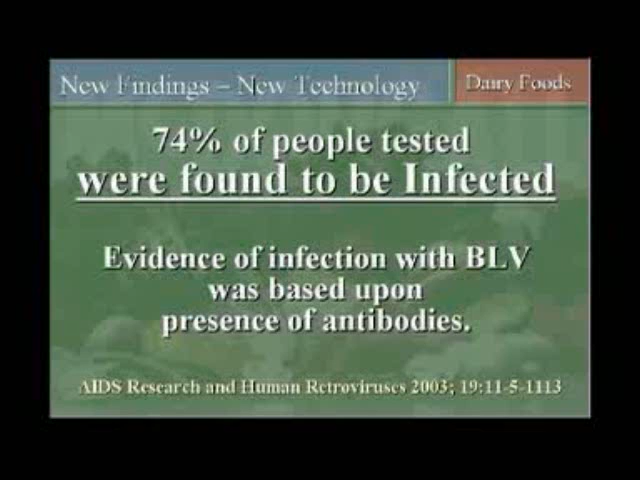 New Findings – New Technology
Dairy Foods
74% of people tested
were found to be Infected
Evidence of infection with BLV
was based upon
presence of antibodies.
AIDS Research and Human Retroviruses 2003; 19:11-5-1113